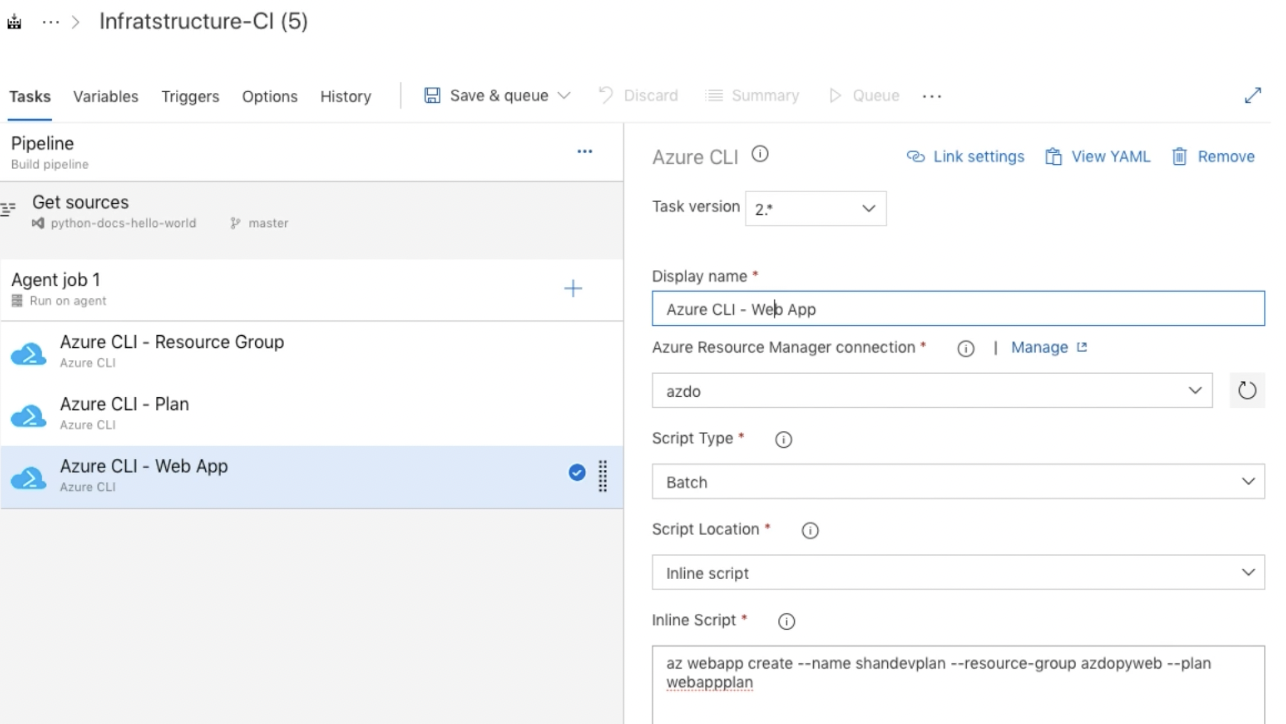 ··· > Infratstructure-CI (5)
Tasks Variables Triggers Options History Save & queue Discard Summary Queue ···
Pipeline
Build pipeline
Get sources
python-docs-hello-world master
Agent job 1
Run on agent
Azure CLI - Resource Group
Azure CLI
Azure CLI - Plan
Azure CLI
Azure CLI - Web App
Azure CLI
Azure CLI Link settings View YAML Remove
Task version 2.*
Display name *
Azure CLI - Web App
Azure Resource Manager connection * | Manage
azdo
Script Type *
Batch
Script Location *
Inline script
Inline Script *
az webapp create --name shandevplan --resource-group azdopyweb --plan
webappplan